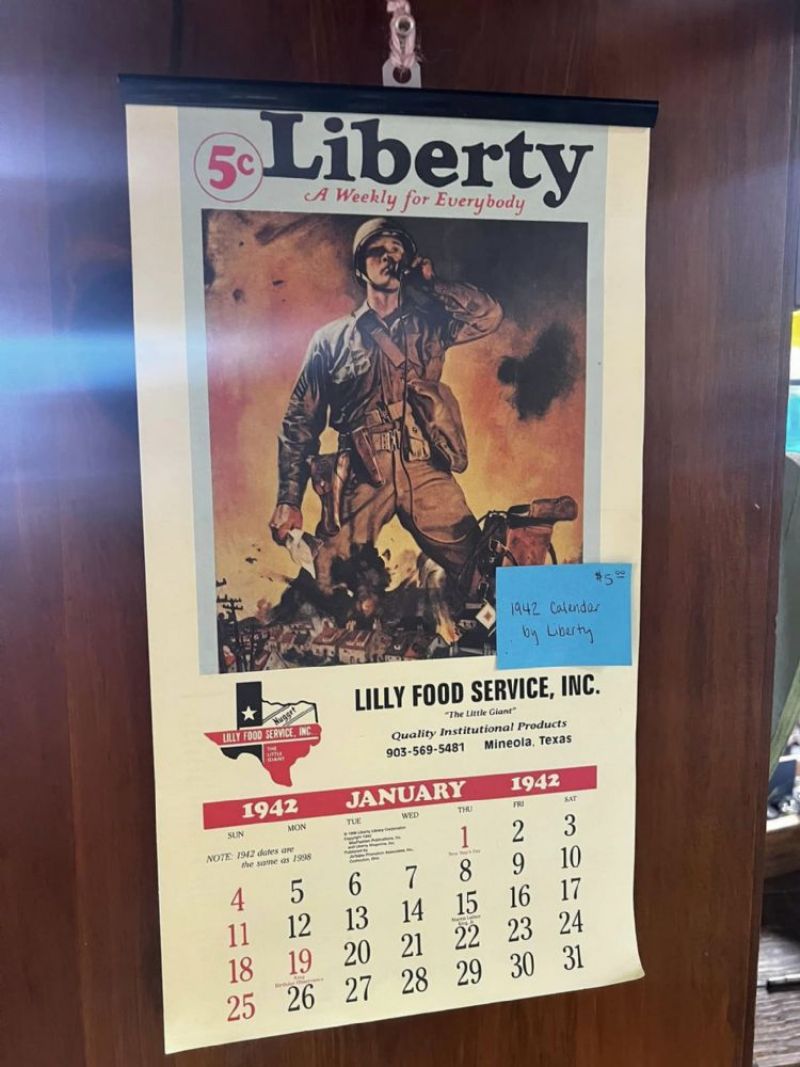 5¢
Liberty
A Weekly for Everybody
$5.00
1942 Calendar
by Liberty
LILLY FOOD SERVICE, INC.
"The Little Giant"
Quality Institutional Products
903-569-5481 Mineola, Texas
Nugget
LILLY FOOD SERVICE, INC.
THE
LITTLE
GIANT
1942 JANUARY 1942
SUN MON TUE WED THU FRI SAT
NOTE: 1942 dates are
the same as 1998
1 2 3
New Year's Day
4 5 6 7 8 9 10
11 12 13 14 15 16 17
18 19 20 21 22 23 24
25 26 27 28 29 30 31